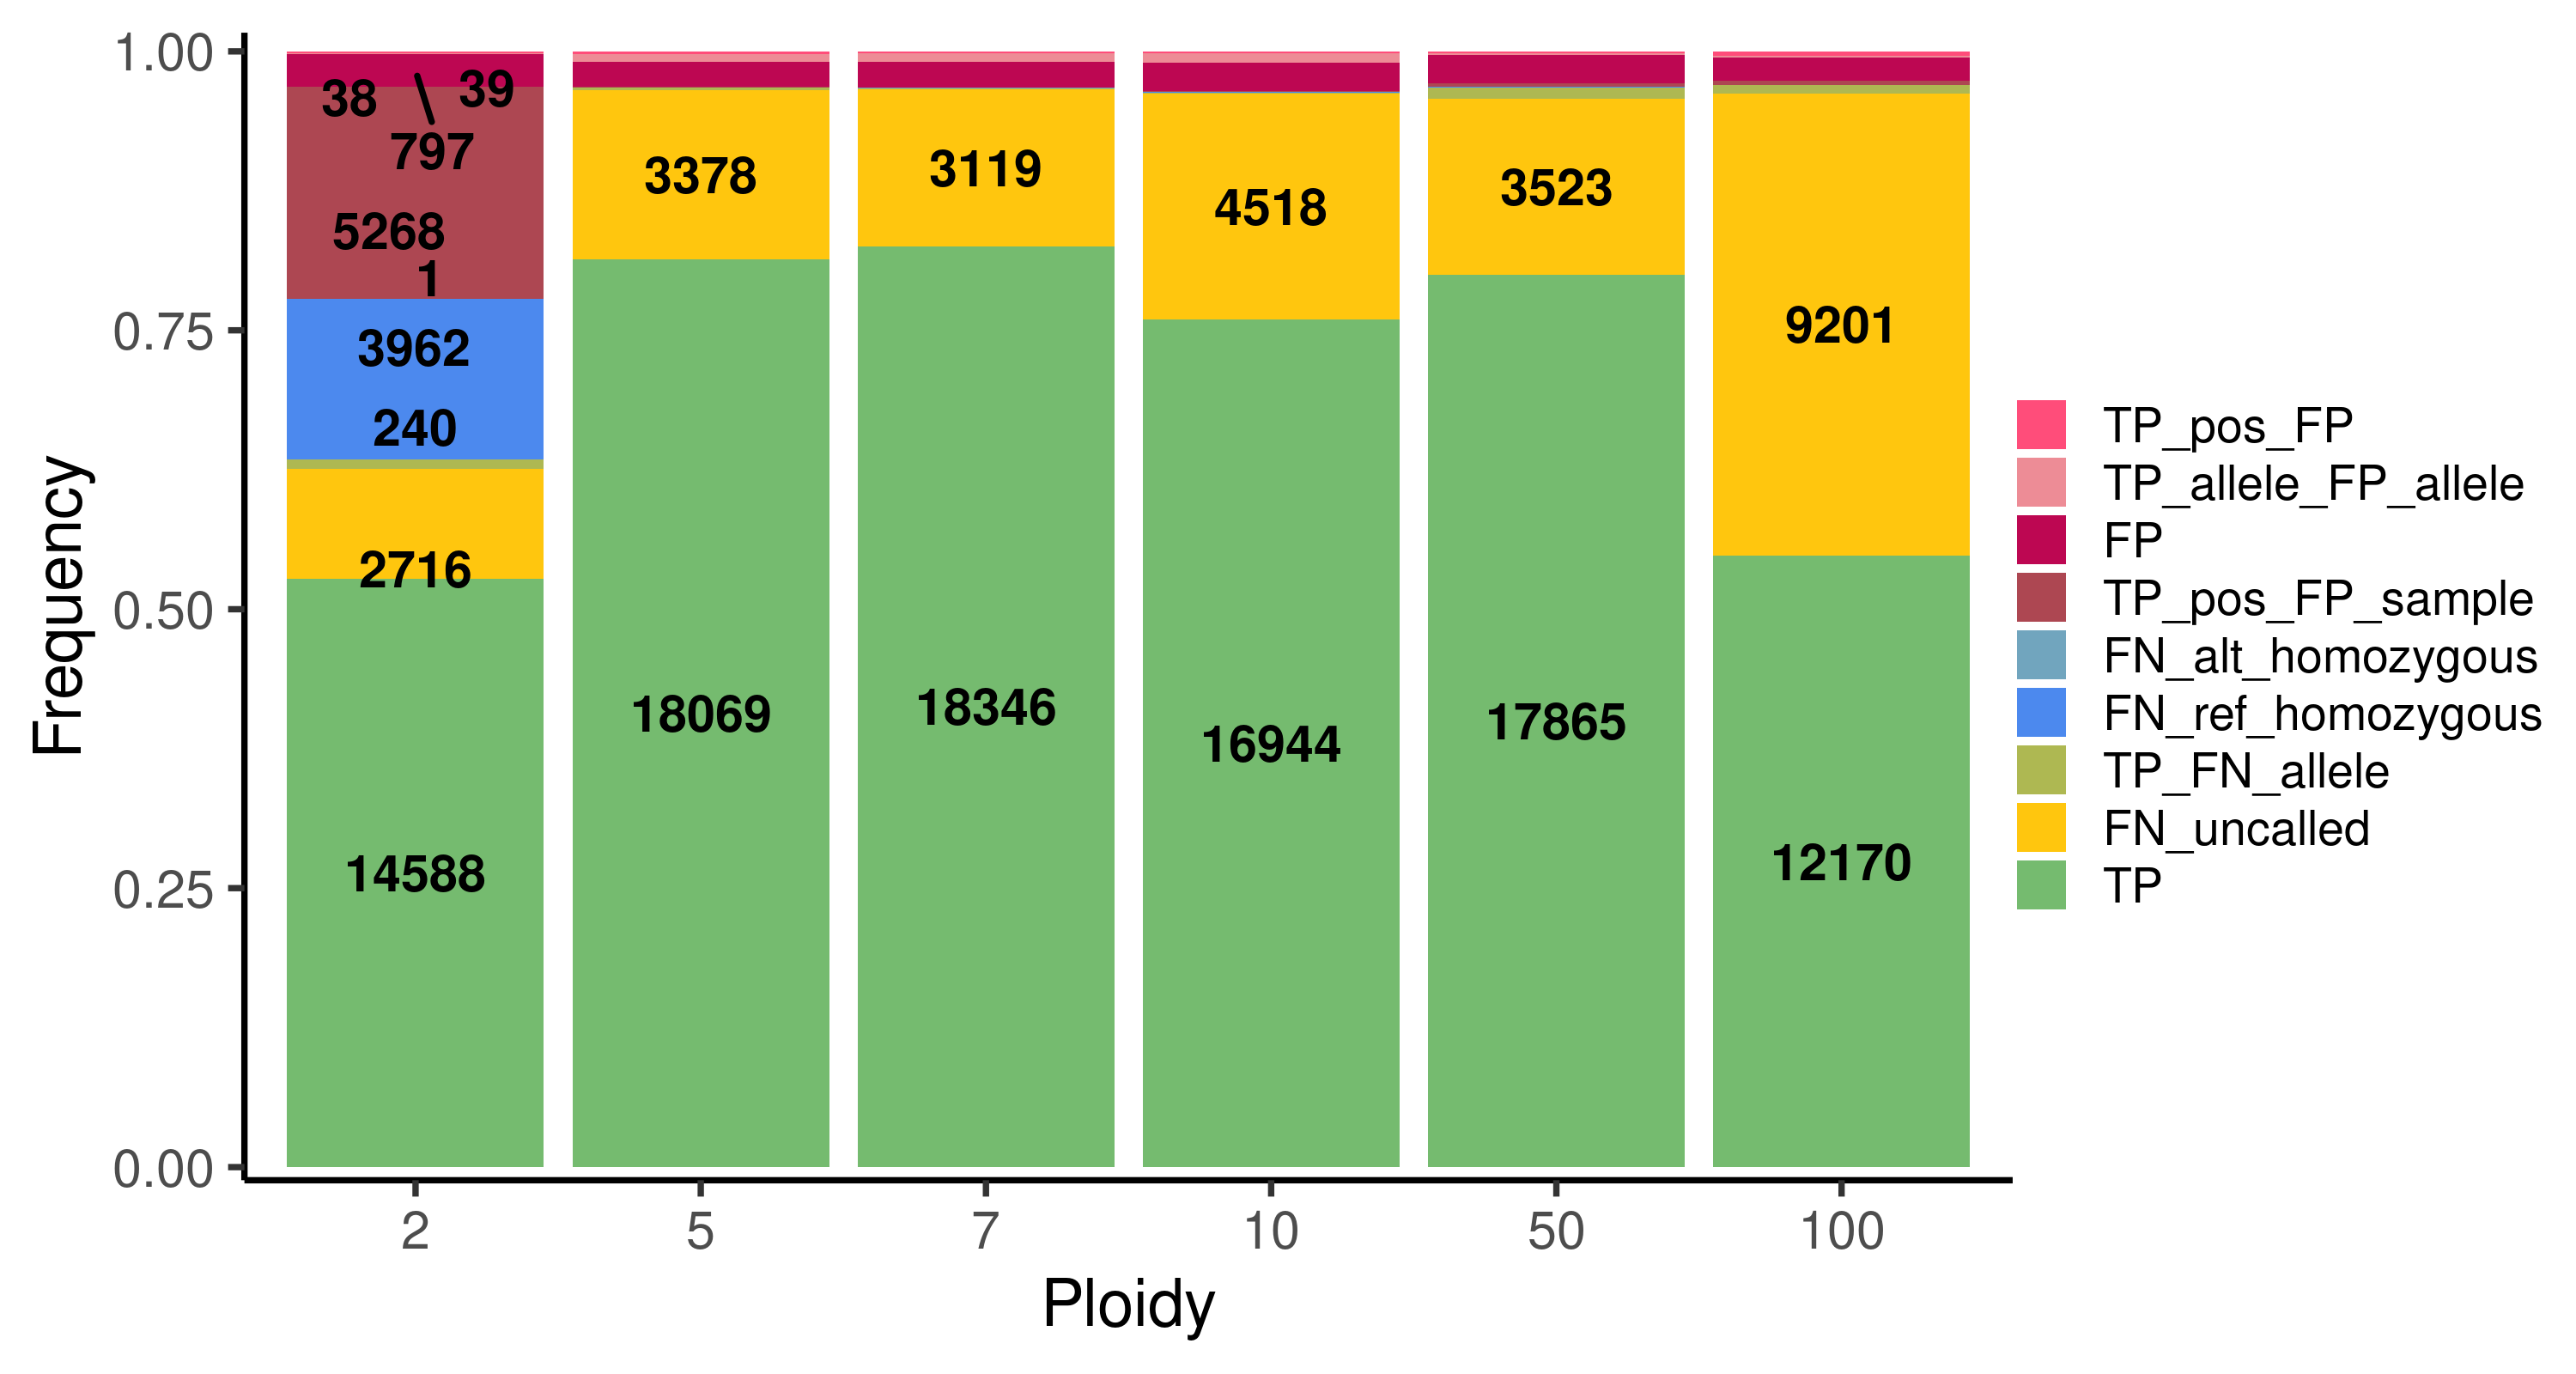 1.00
0.75
0.50
0.25
0.00
Frequency
38 \ 39
797
5268
1
3962
240
2716
14588
3378
18069
3119
18346
4518
16944
3523
17865
9201
12170
2 5 7 10 50 100
Ploidy
TP_pos_FP
TP_allele_FP_allele
FP
TP_pos_FP_sample
FN_alt_homozygous
FN_ref_homozygous
TP_FN_allele
FN_uncalled
TP